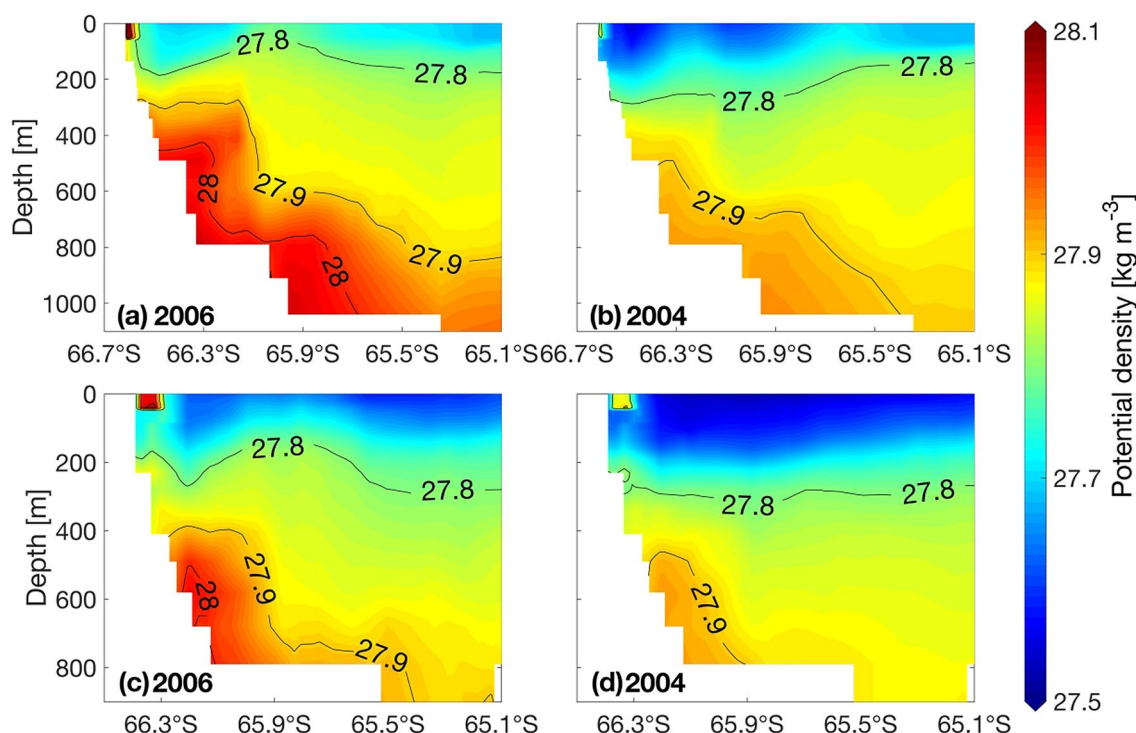 0
200
400
600
800
1000
Depth [m]
27.8
27.8
27.9
28
27.9
28
(a) 2006
66.7°S 66.3°S 65.9°S 65.5°S 65.1°S
27.8
27.8
27.9
(b) 2004
66.7°S 66.3°S 65.9°S 65.5°S 65.1°S
0
200
400
600
800
Depth [m]
27.8
27.8
27.9
28
27.9
(c) 2006
66.3°S 65.9°S 65.5°S 65.1°S
27.8
27.8
27.9
(d) 2004
66.3°S 65.9°S 65.5°S 65.1°S
28.1
27.9
27.7
27.5
Potential density [kg m⁻³]